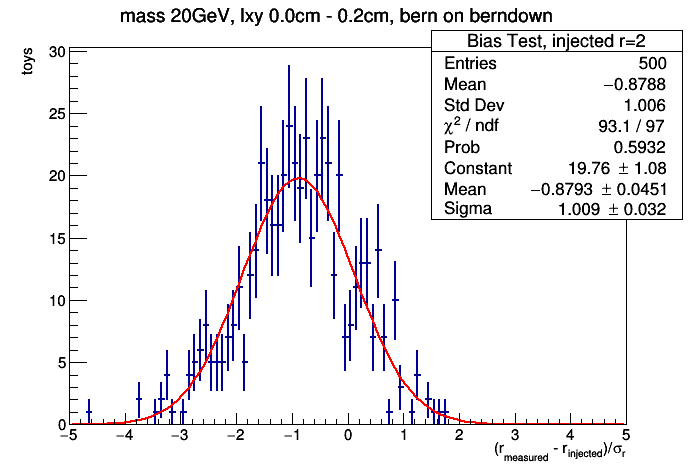 mass 20GeV, lxy 0.0cm - 0.2cm, bern on berndown
Bias Test, injected r=2
Entries 500
Mean −0.8788
Std Dev 1.006
χ² / ndf 93.1 / 97
Prob 0.5932
Constant 19.76 ± 1.08
Mean −0.8793 ± 0.0451
Sigma 1.009 ± 0.032
toys
30
25
20
15
10
5
0
−5 −4 −3 −2 −1 0 1 2 3 4 5
(r_measured - r_injected)/σ_r